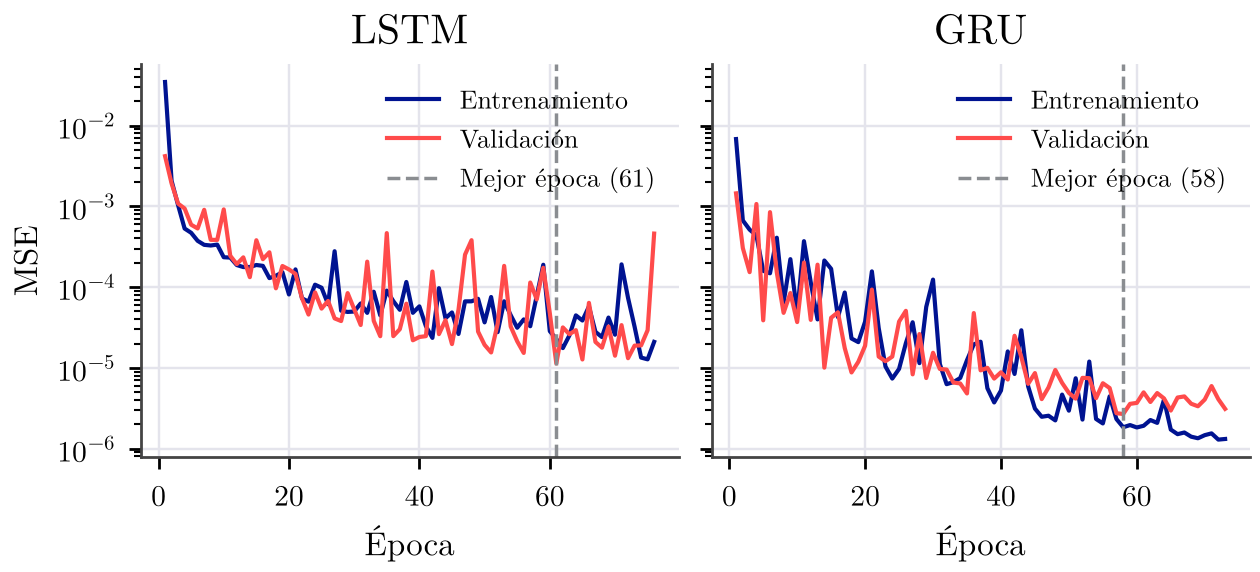 LSTM
GRU
MSE
10⁻²
10⁻³
10⁻⁴
10⁻⁵
10⁻⁶
Entrenamiento
Validación
Mejor época (61)
0 20 40 60
Época
Entrenamiento
Validación
Mejor época (58)
0 20 40 60
Época